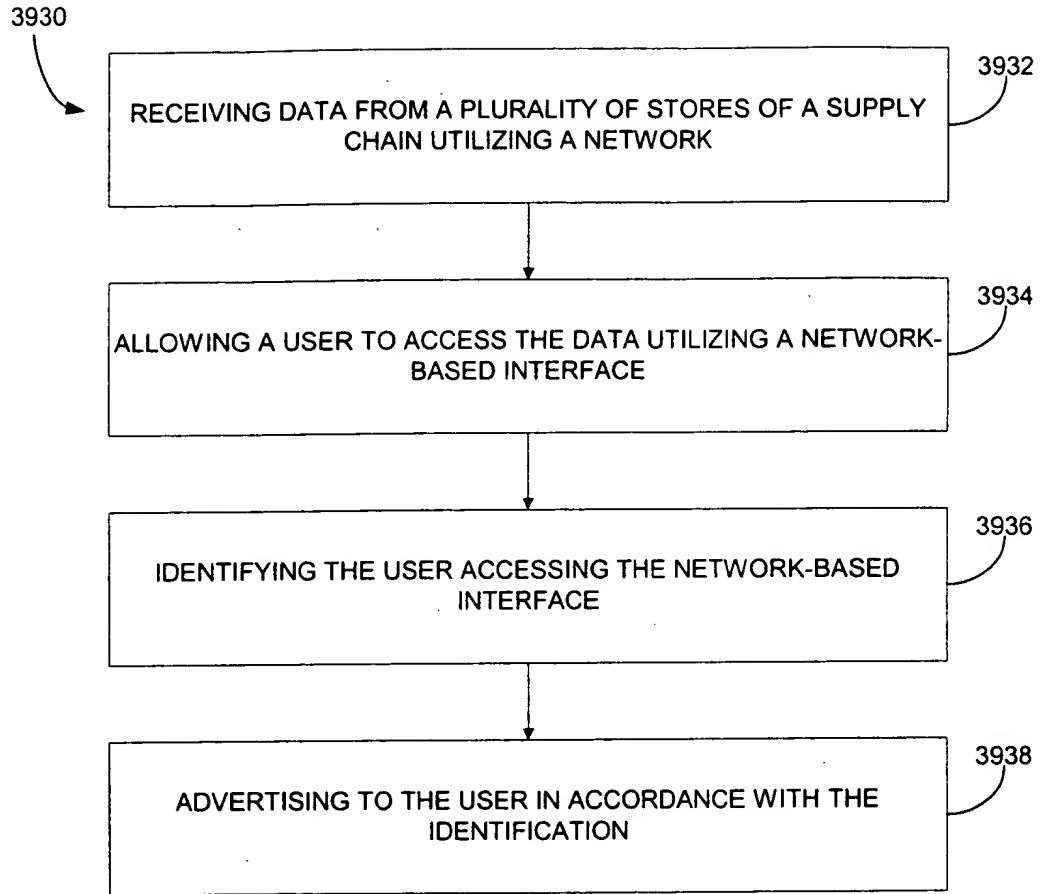 3930
3932
RECEIVING DATA FROM A PLURALITY OF STORES OF A SUPPLY
CHAIN UTILIZING A NETWORK
3934
ALLOWING A USER TO ACCESS THE DATA UTILIZING A NETWORK-
BASED INTERFACE
3936
IDENTIFYING THE USER ACCESSING THE NETWORK-BASED
INTERFACE
3938
ADVERTISING TO THE USER IN ACCORDANCE WITH THE
IDENTIFICATION